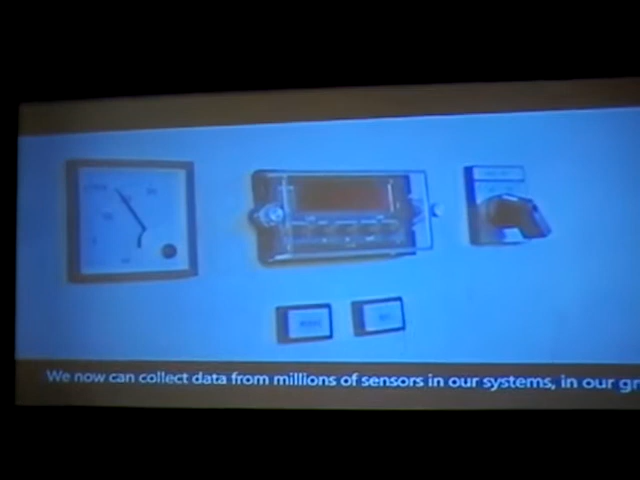 We now can collect data from millions of sensors in our systems, in our gr